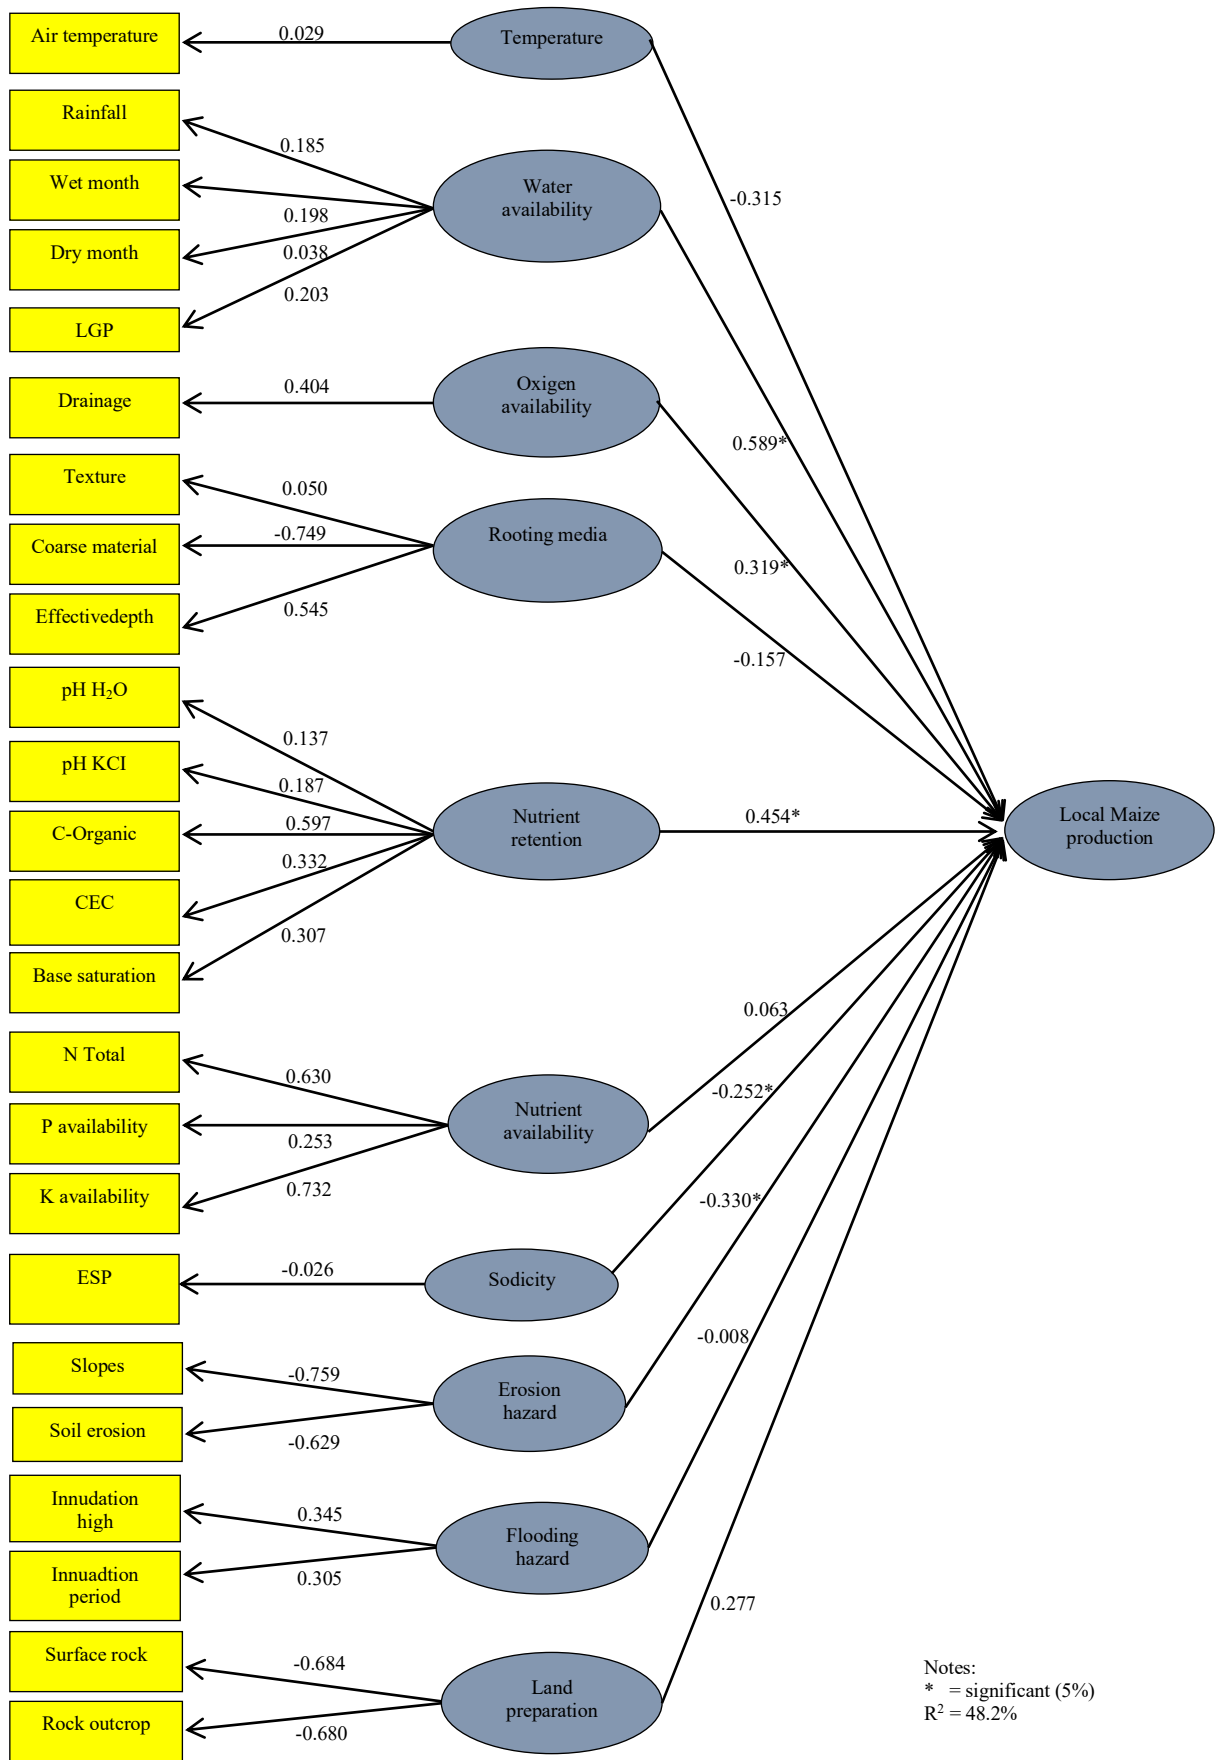 Air temperature
0.029
Temperature
Rainfall
0.185
Wet month
0.198
Water
availability
-0.315
Dry month
0.038
0.203
LGP
Drainage
0.404
Oxigen
availability
0.589*
Texture
0.050
Coarse material
-0.749
Rooting media
0.319*
Effectivedepth
0.545
-0.157
pH H₂O
0.137
pH KCI
0.187
C-Organic
0.597
Nutrient
retention
0.454*
Local Maize
production
CEC
0.332
0.307
Base saturation
0.063
N Total
0.630
-0.252*
P availability
0.253
Nutrient
availability
K availability
0.732
-0.330*
ESP
-0.026
Sodicity
-0.008
Slopes
-0.759
Erosion
hazard
Soil erosion
-0.629
Innudation
high
0.345
Flooding
hazard
Innuadtion
period
0.305
0.277
Surface rock
-0.684
Land
preparation
Rock outcrop
-0.680
Notes:
* = significant (5%)
R² = 48.2%